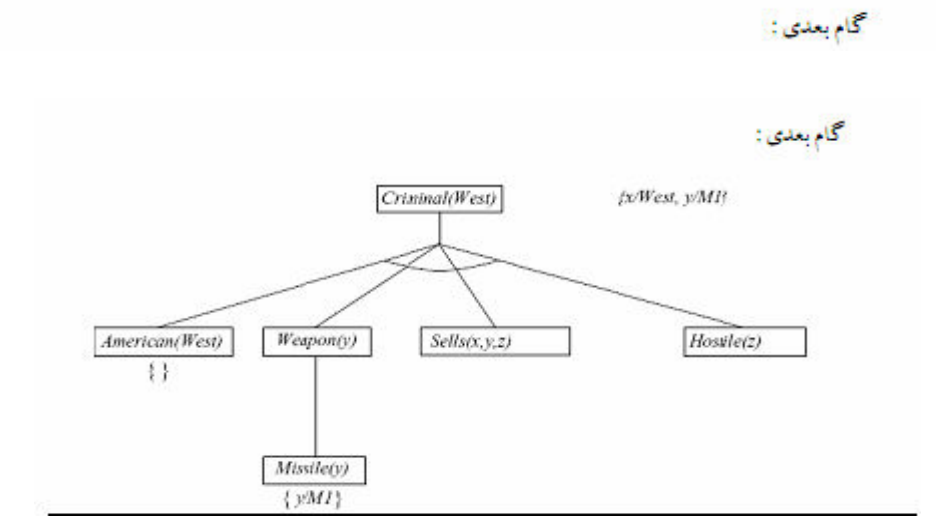 گام بعدی :
گام بعدی :
Criminal(West) {x/West, y/M1}
American(West) Weapon(y) Sells(x,y,z) Hostile(z)
{ }
Missile(y)
{ y/M1 }